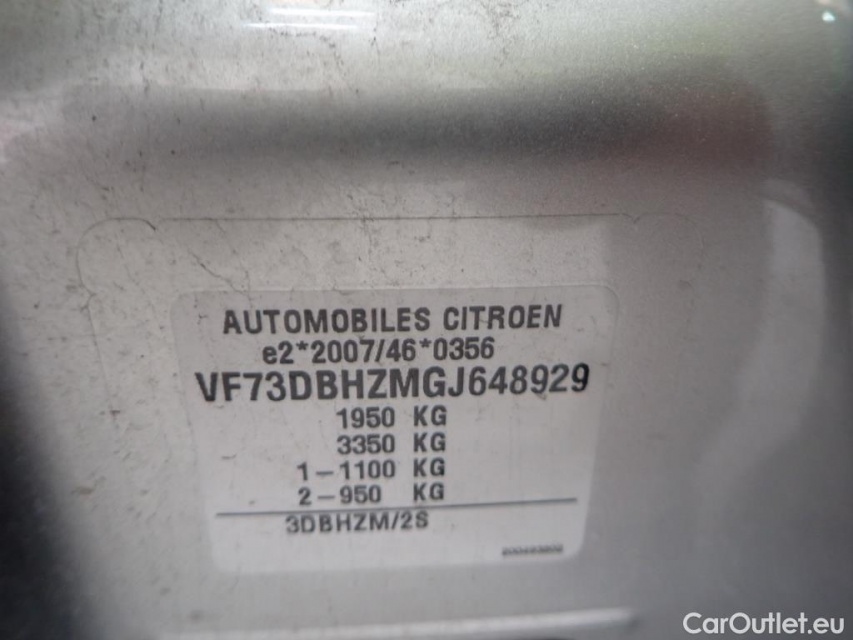 AUTOMOBILES CITROEN
e2*2007/46*0356
VF73DBHZMGJ648929
1950 KG
3350 KG
1-1100 KG
2-950 KG
3DBHZM/2S
CarOutlet.eu